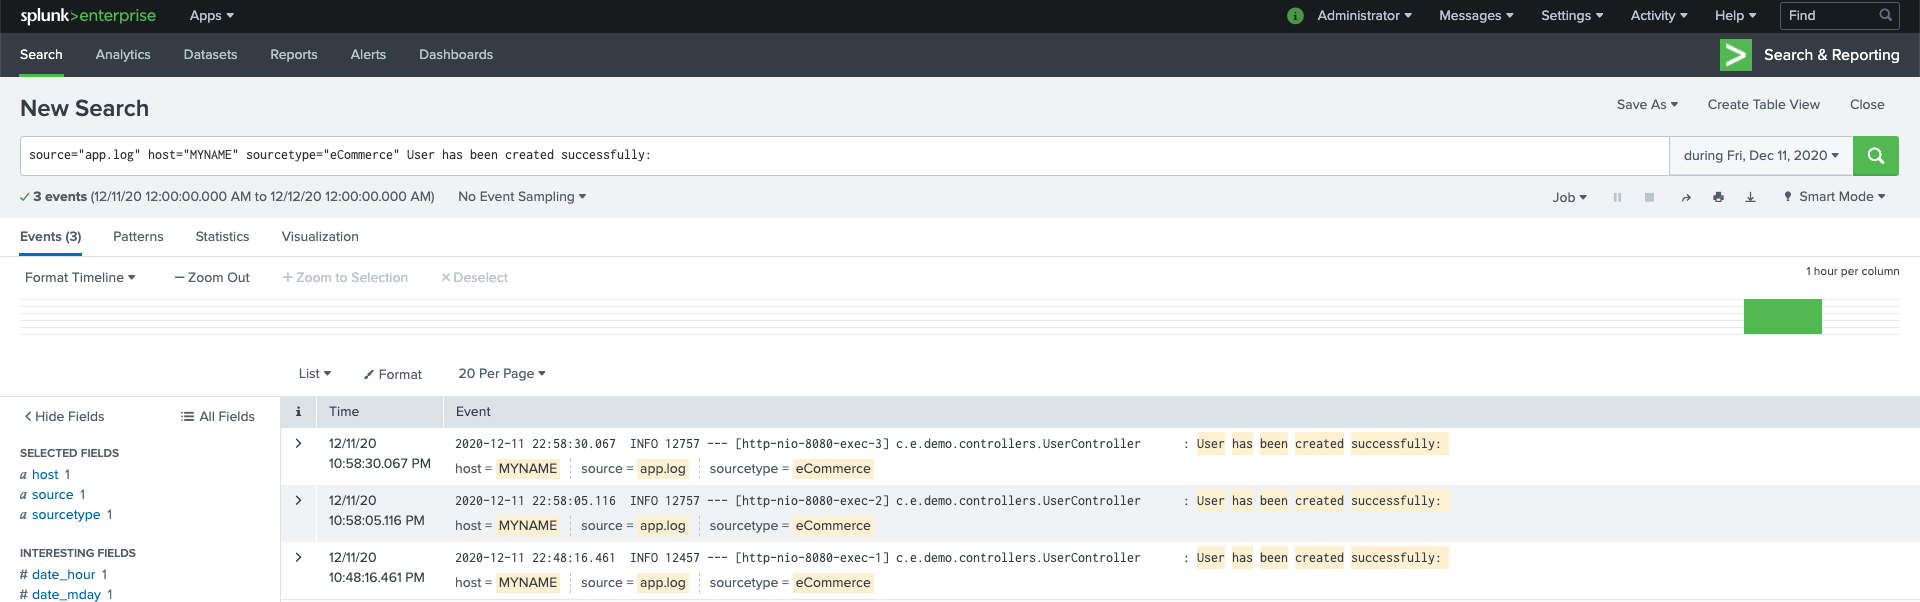 splunk>enterprise Apps Administrator Messages Settings Activity Help Find
Search Analytics Datasets Reports Alerts Dashboards Search & Reporting
New Search Save As Create Table View Close
source="app.log" host="MYNAME" sourcetype="eCommerce" User has been created successfully: during Fri, Dec 11, 2020
3 events (12/11/20 12:00:00.000 AM to 12/12/20 12:00:00.000 AM) No Event Sampling Job Smart Mode
Events (3) Patterns Statistics Visualization
Format Timeline — Zoom Out + Zoom to Selection × Deselect 1 hour per column
List Format 20 Per Page
< Hide Fields All Fields
SELECTED FIELDS
a host 1
a source 1
a sourcetype 1
INTERESTING FIELDS
# date_hour 1
# date_mday 1
i Time Event
12/11/20
10:58:30.067 PM
2020-12-11 22:58:30.067 INFO 12757 --- [http-nio-8080-exec-3] c.e.demo.controllers.UserController : User has been created successfully:
host = MYNAME source = app.log sourcetype = eCommerce
12/11/20
10:58:05.116 PM
2020-12-11 22:58:05.116 INFO 12757 --- [http-nio-8080-exec-2] c.e.demo.controllers.UserController : User has been created successfully:
host = MYNAME source = app.log sourcetype = eCommerce
12/11/20
10:48:16.461 PM
2020-12-11 22:48:16.461 INFO 12457 --- [http-nio-8080-exec-1] c.e.demo.controllers.UserController : User has been created successfully:
host = MYNAME source = app.log sourcetype = eCommerce